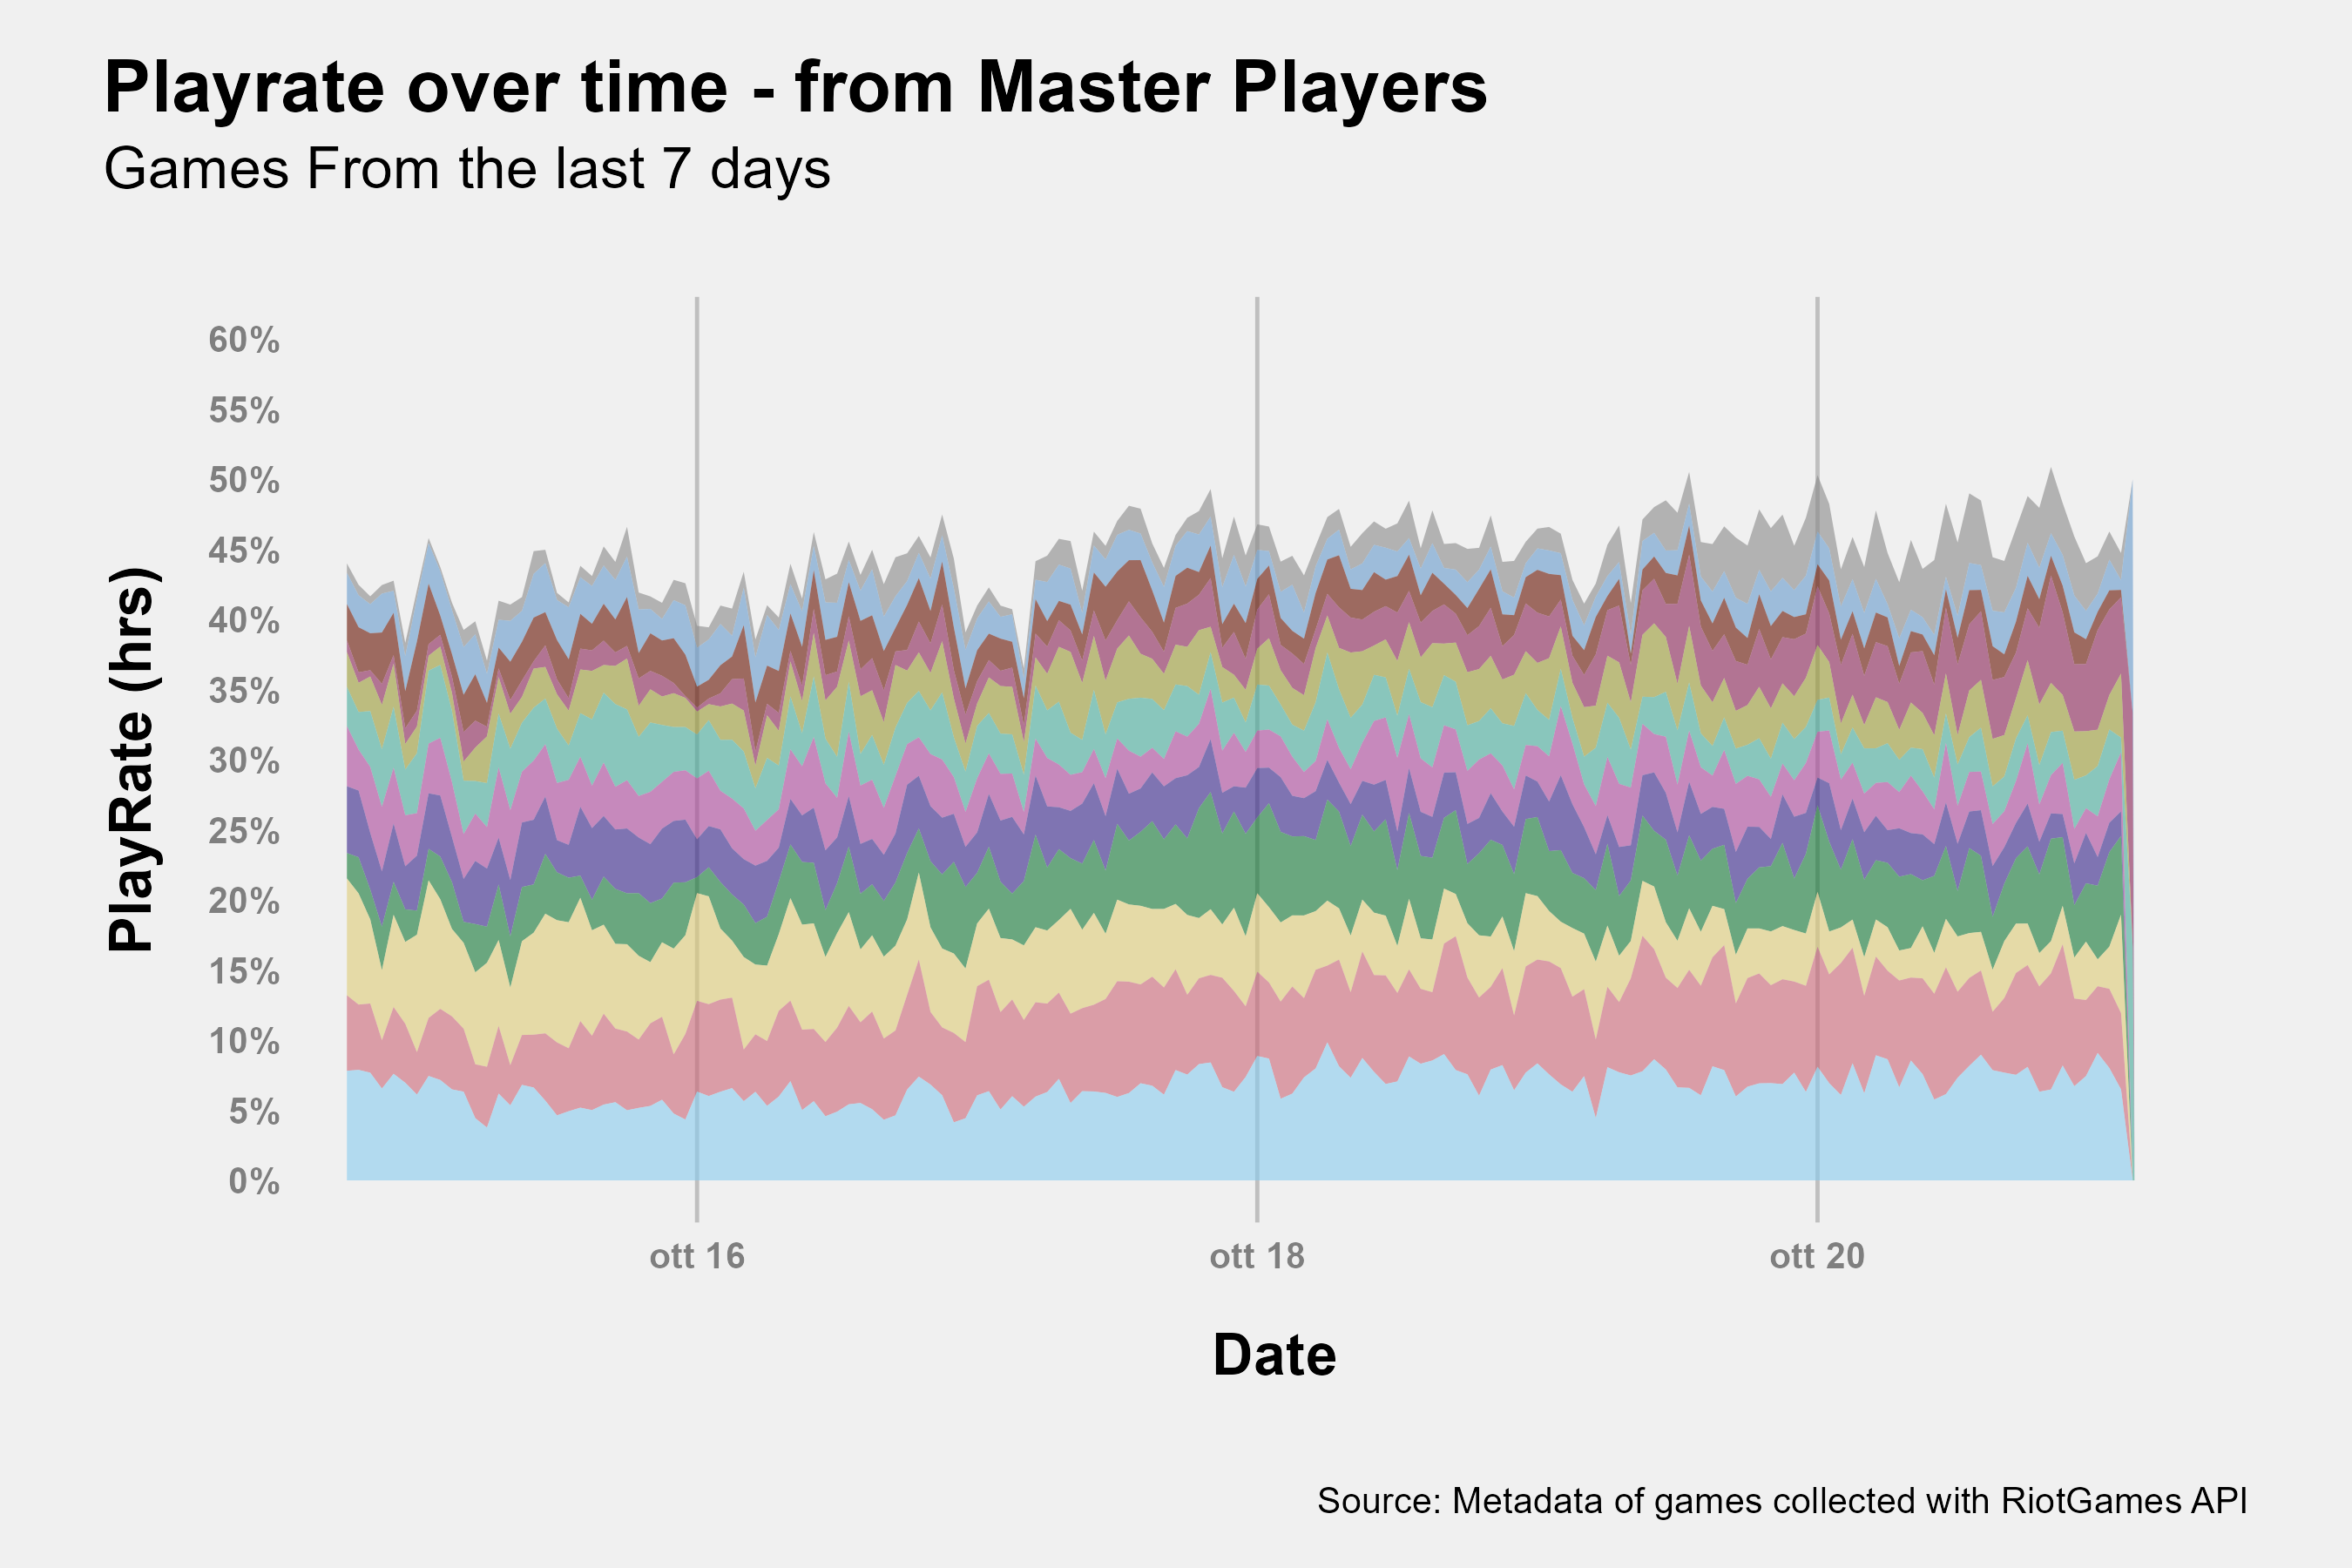 Playrate over time - from Master Players
Games From the last 7 days
60%
55%
50%
45%
40%
35%
30%
25%
20%
15%
10%
5%
0%
PlayRate (hrs)
ott 16
ott 18
ott 20
Date
Source: Metadata of games collected with RiotGames API